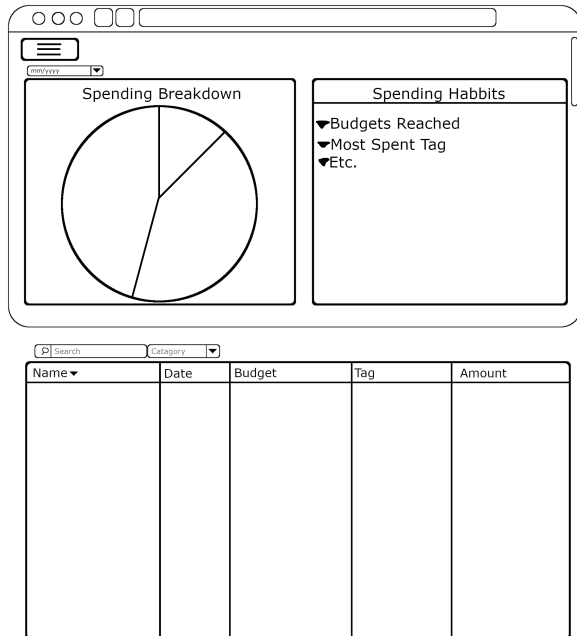 mm/yyyy
Spending Breakdown
Spending Habbits
Budgets Reached
Most Spent Tag
Etc.
Search
Catagory
Name
Date
Budget
Tag
Amount